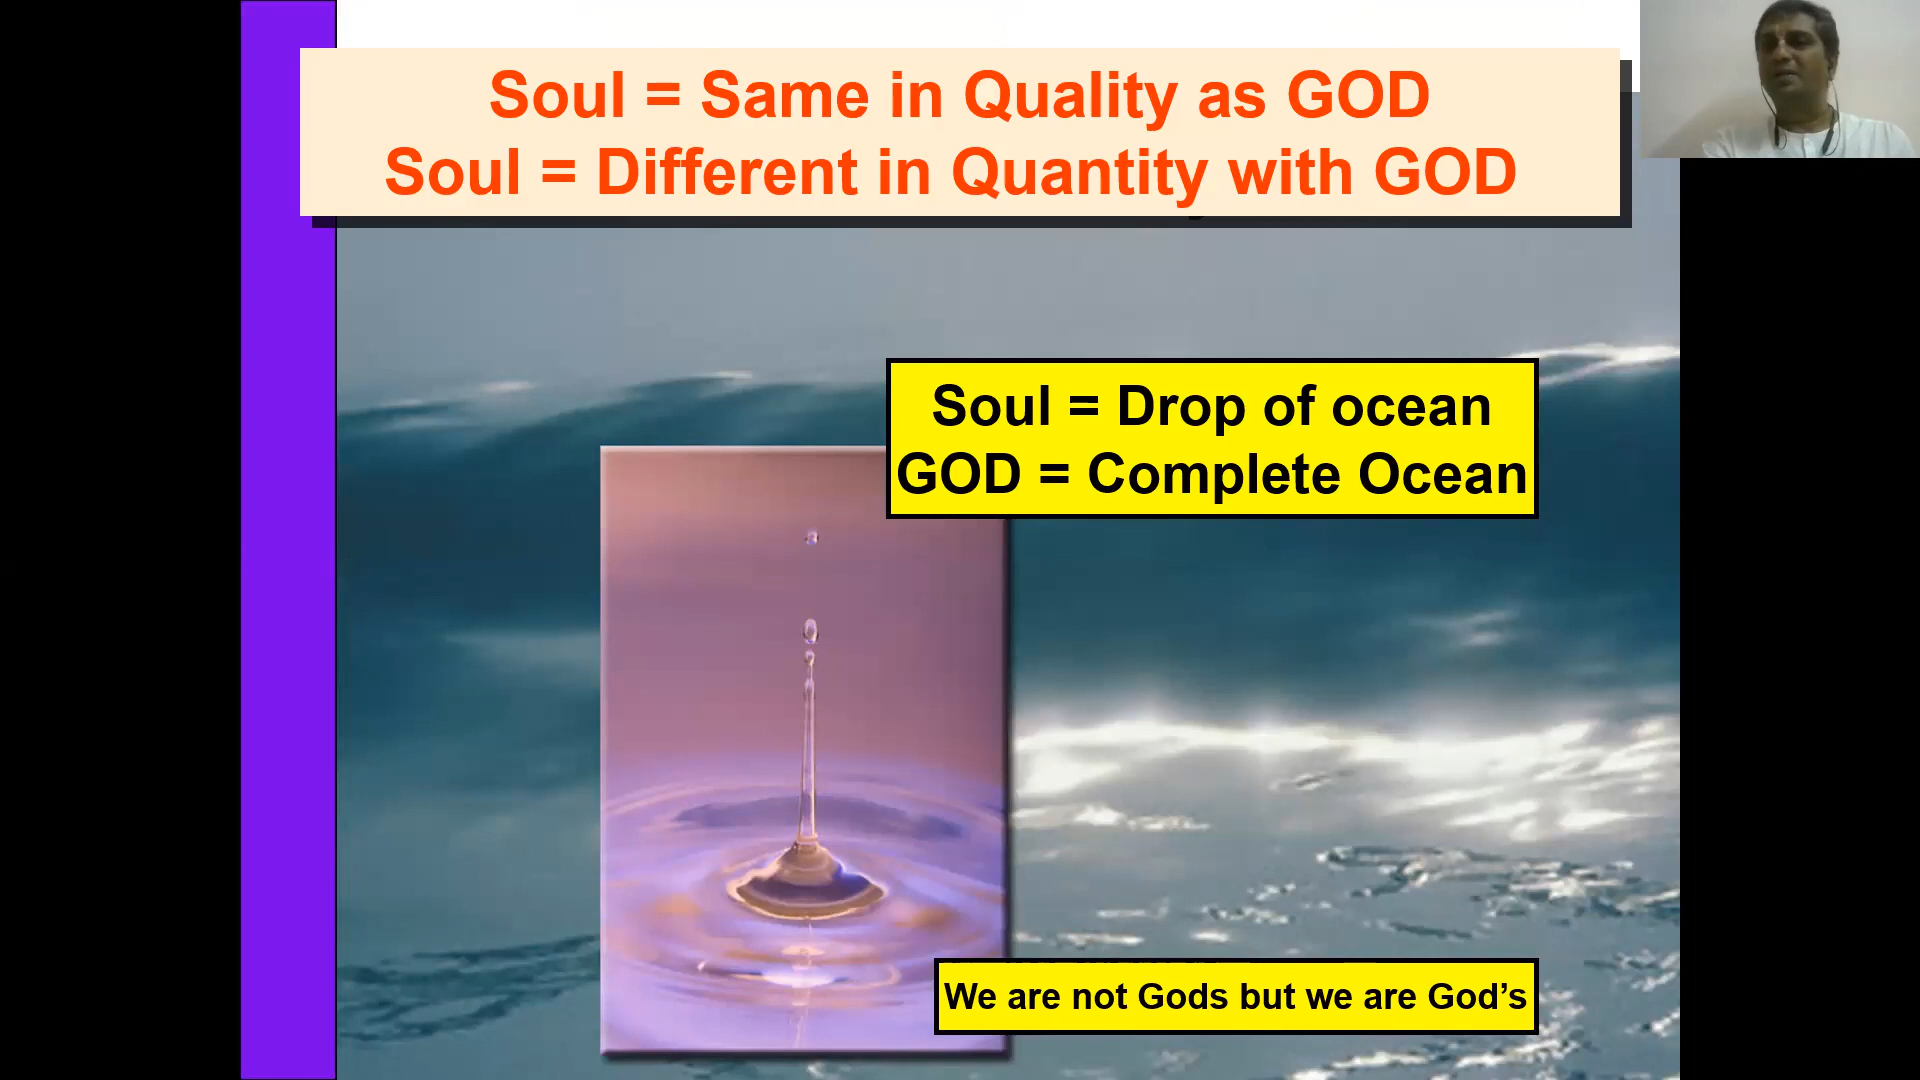 Soul = Same in Quality as GOD
Soul = Different in Quantity with GOD
Soul = Drop of ocean
GOD = Complete Ocean
We are not Gods but we are God’s